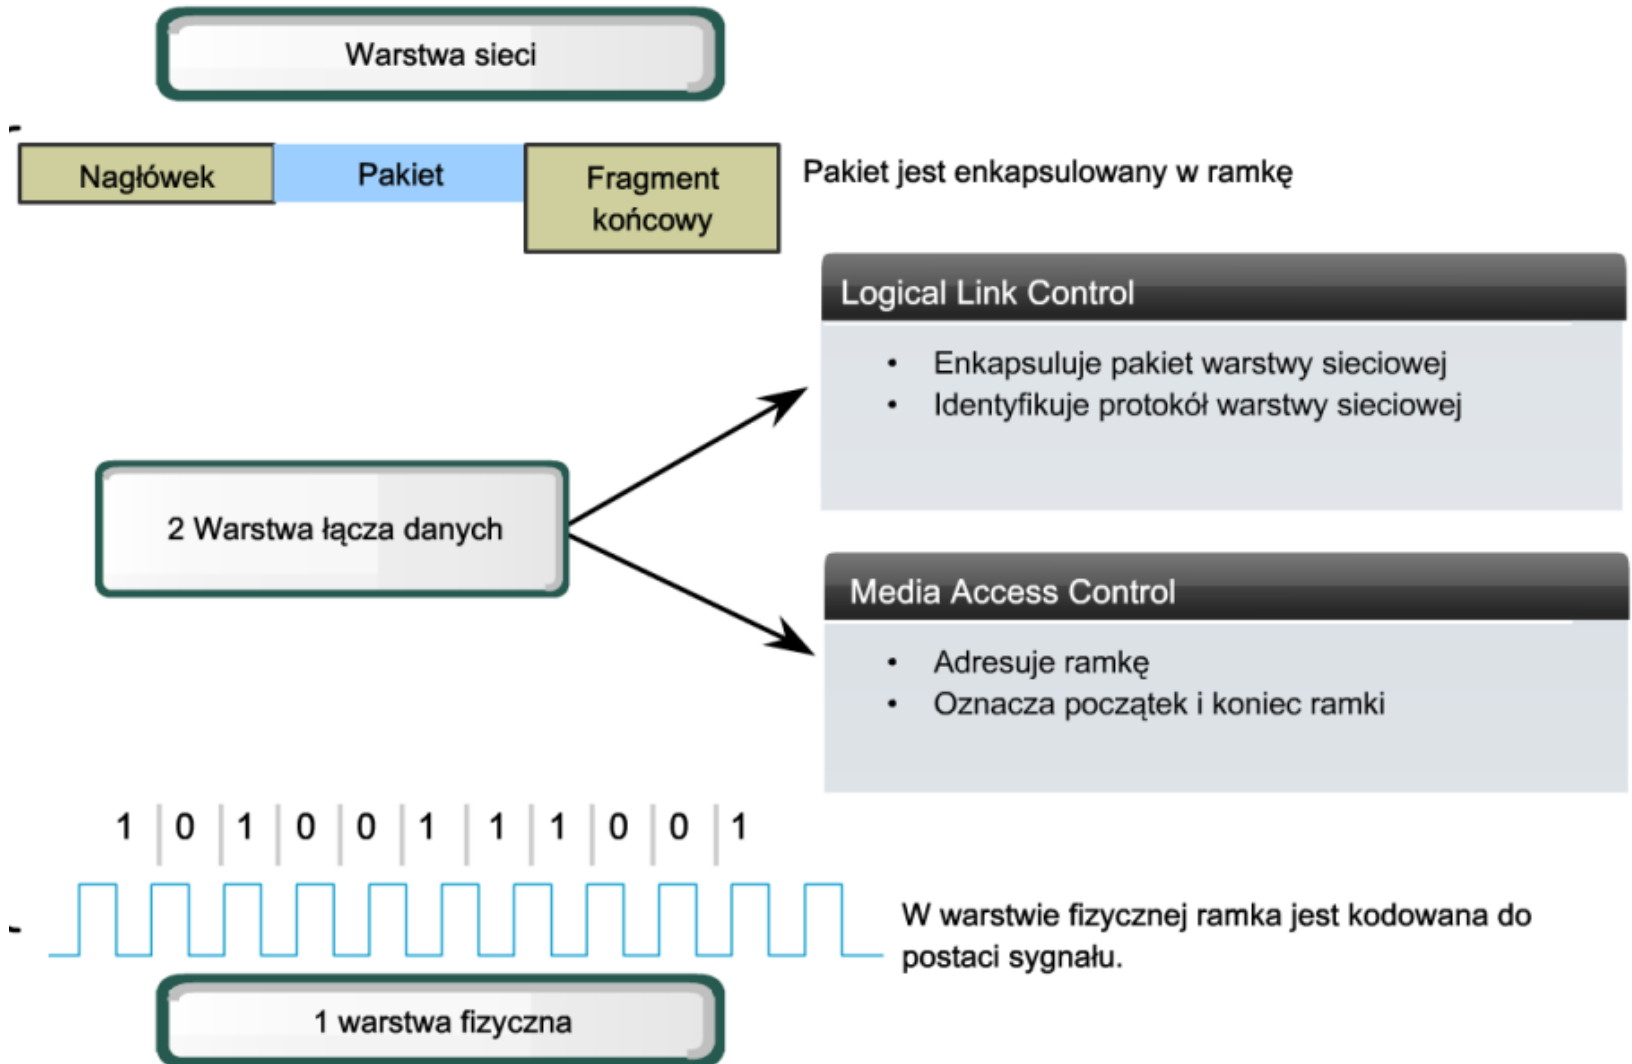 Warstwa sieci
Nagłówek
Pakiet
Fragment
końcowy
Pakiet jest enkapsulowany w ramkę
Logical Link Control
• Enkapsuluje pakiet warstwy sieciowej
• Identyfikuje protokół warstwy sieciowej
2 Warstwa łącza danych
Media Access Control
• Adresuje ramkę
• Oznacza początek i koniec ramki
1 0 1 0 0 1 1 1 0 0 1
W warstwie fizycznej ramka jest kodowana do
postaci sygnału.
1 warstwa fizyczna